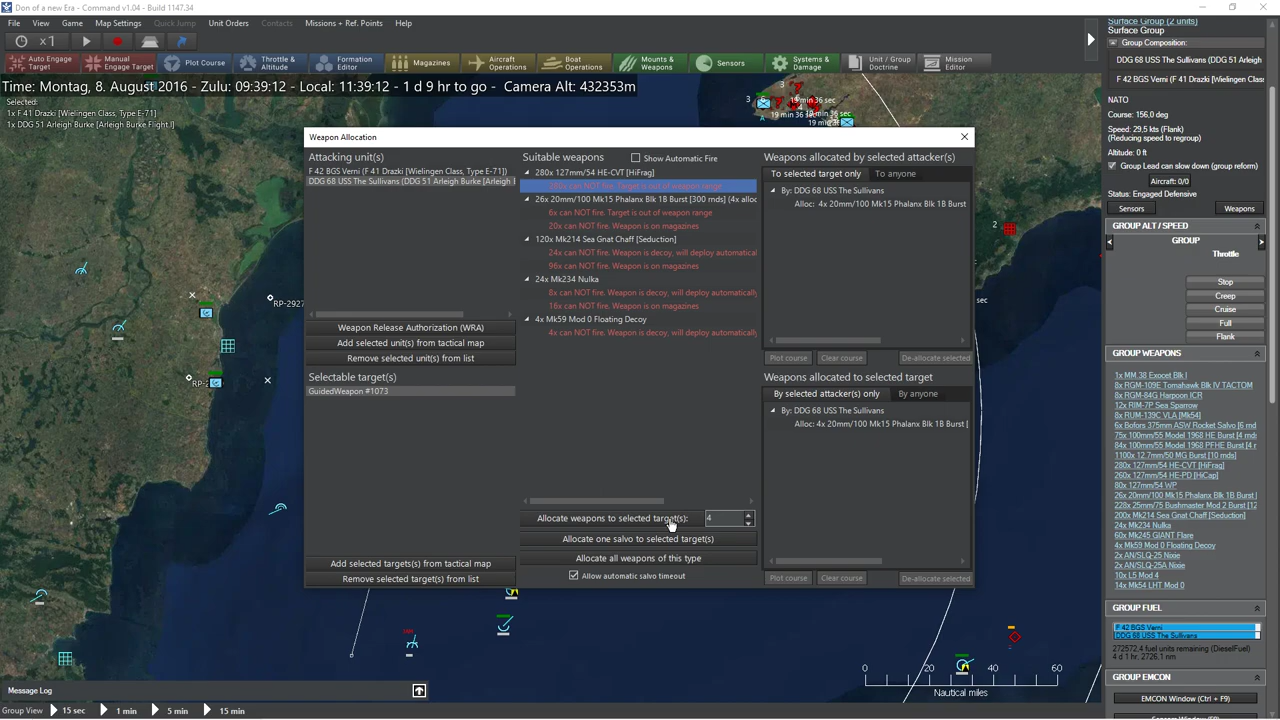 Don of a new Era - Command v1.04 - Build 1147.34
File View Game Map Settings Quick Jump Unit Orders Contacts Missions + Ref. Points Help
x1
Auto Engage Target
Manual Engage Target
Plot Course
Throttle & Altitude
Formation Editor
Magazines
Aircraft Operations
Boat Operations
Mounts & Weapons
Sensors
Systems & Damage
Unit / Group Doctrine
Mission Editor
Time: Montag, 8. August 2016 - Zulu: 09:39:12 - Local: 11:39:12 - 1 d 9 hr to go - Camera Alt: 432353m
Selected:
1x F 41 Drazki (Wielingen Class, Type E-71)
1x DDG 51 Arleigh Burke [Arleigh Burke Flight.I]
3
19 min 36 sec
2
sec
RP-2927
Weapon Allocation
Attacking unit(s)
F 42 BGS Verni (F 41 Drazki [Wielingen Class, Type E-71])
DDG 68 USS The Sullivans (DDG 51 Arleigh Burke [Arleigh
Weapon Release Authorization (WRA)
Add selected unit(s) from tactical map
Remove selected unit(s) from list
Selectable target(s)
GuidedWeapon #1073
Add selected targets(s) from tactical map
Remove selected target(s) from list
Suitable weapons
Show Automatic Fire
280x 127mm/54 HE-CVT [HiFrag]
280x can NOT fire. Target is out of weapon range
26x 20mm/100 Mk15 Phalanx Blk 1B Burst [300 rnds] (4x alloc
6x can NOT fire. Target is out of weapon range
20x can NOT fire. Weapon is on magazines
120x Mk214 Sea Gnat Chaff [Seduction]
24x can NOT fire. Weapon is decoy, will deploy automatical
96x can NOT fire. Weapon is on magazines
24x Mk234 Nulka
8x can NOT fire. Weapon is decoy, will deploy automatically
16x can NOT fire. Weapon is on magazines
4x Mk59 Mod 0 Floating Decoy
4x can NOT fire. Weapon is decoy, will deploy automatically
Allocate weapons to selected target(s): 4
Allocate one salvo to selected target(s)
Allocate all weapons of this type
Allow automatic salvo timeout
Weapons allocated by selected attacker(s)
To selected target only To anyone
By: DDG 68 USS The Sullivans
Alloc: 4x 20mm/100 Mk15 Phalanx Blk 1B Burst
Plot course Clear course De-allocate selected
Weapons allocated to selected target
By selected attacker(s) only By anyone
By: DDG 68 USS The Sullivans
Alloc: 4x 20mm/100 Mk15 Phalanx Blk 1B Burst [
Plot course Clear course De-allocate selected
Surface Group (2 units)
Surface Group
Group Composition:
DDG 68 USS The Sullivans (DDG 51 Arleigh
F 42 BGS Verni (F 41 Drazki [Wielingen Class
NATO
Course: 156,0 deg
Speed: 29,5 kts (Flank)
(Reducing speed to regroup)
Altitude: 0 ft
Group Lead can slow down (group reform)
Aircraft: 0/0
Status: Engaged Defensive
Sensors Weapons
GROUP ALT / SPEED
GROUP
Throttle
Stop
Creep
Cruise
Full
Flank
GROUP WEAPONS
1x MM.38 Exocet Blk I
8x RGM-109E Tomahawk Blk IV TACTOM
8x RGM-84G Harpoon ICR
12x RIM-7P Sea Sparrow
8x RUM-139C VLA [Mk54]
6x Bofors 375mm ASW Rocket Salvo [6 rnd
75x 100mm/55 Model 1968 HE Burst [4 rnd
84x 100mm/55 Model 1968 PFHE Burst [4 rnd
1100x 12.7mm/50 MG Burst [10 rnds]
280x 127mm/54 HE-CVT [HiFrag]
260x 127mm/54 HE-PD [HiCap]
80x 127mm/54 WP
26x 20mm/100 Mk15 Phalanx Blk 1B Burst [
228x 25mm/75 Bushmaster Mod 2 Burst [12
200x Mk214 Sea Gnat Chaff [Seduction]
24x Mk234 Nulka
60x Mk245 GIANT Flare
4x Mk59 Mod 0 Floating Decoy
2x AN/SLQ-25 Nixie
2x AN/SLQ-25A Nixie
10x L5 Mod 4
14x Mk54 LHT Mod 0
GROUP FUEL
F 42 BGS Verni
DDG 68 USS The Sullivans
272572,4 fuel units remaining (DieselFuel)
4 d 1 hr. 2726,1 nm
GROUP EMCON
EMCON Window (Ctrl + F9)
0 20 40 60
Nautical miles
Message Log
Group View 15 sec 1 min 5 min 15 min